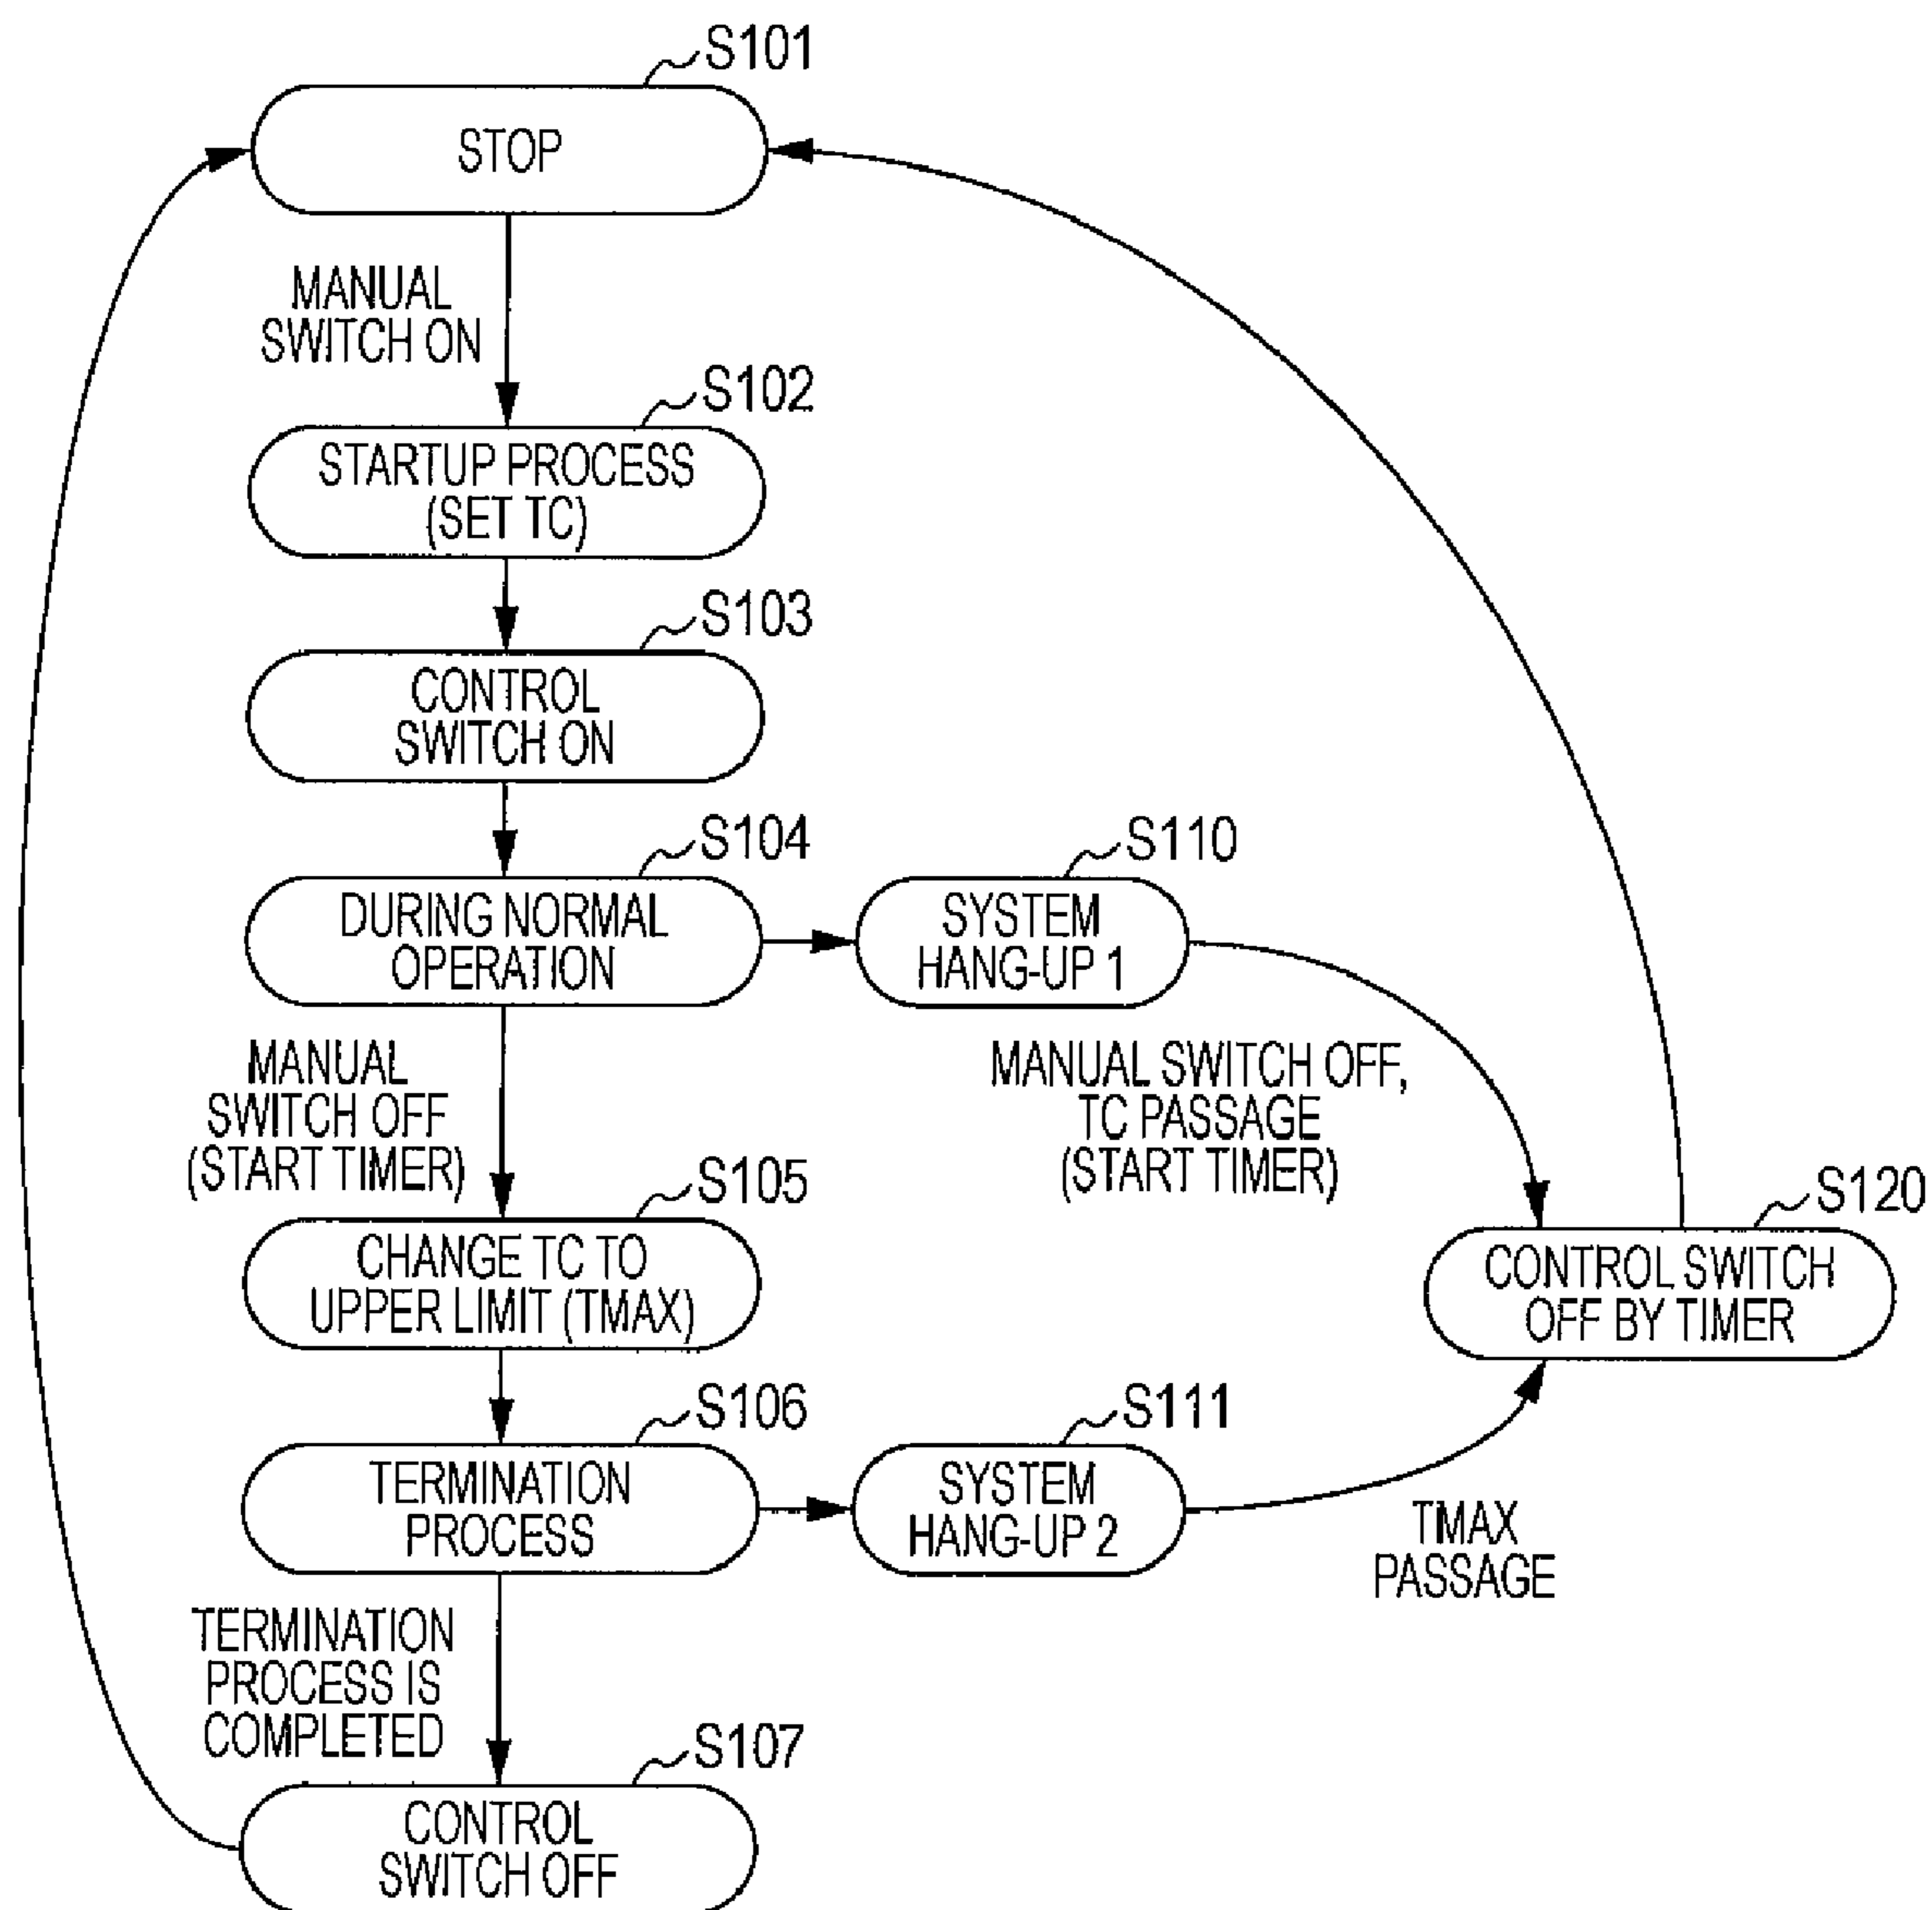 S101
STOP
MANUAL
SWITCH ON
S102
STARTUP PROCESS
(SET TC)
S103
CONTROL
SWITCH ON
S104
DURING NORMAL
OPERATION
S110
SYSTEM
HANG-UP 1
MANUAL
SWITCH OFF
(START TIMER)
MANUAL SWITCH OFF,
TC PASSAGE
(START TIMER)
S105
CHANGE TC TO
UPPER LIMIT (TMAX)
S120
CONTROL SWITCH
OFF BY TIMER
S106
TERMINATION
PROCESS
S111
SYSTEM
HANG-UP 2
TMAX
PASSAGE
TERMINATION
PROCESS IS
COMPLETED
S107
CONTROL
SWITCH OFF